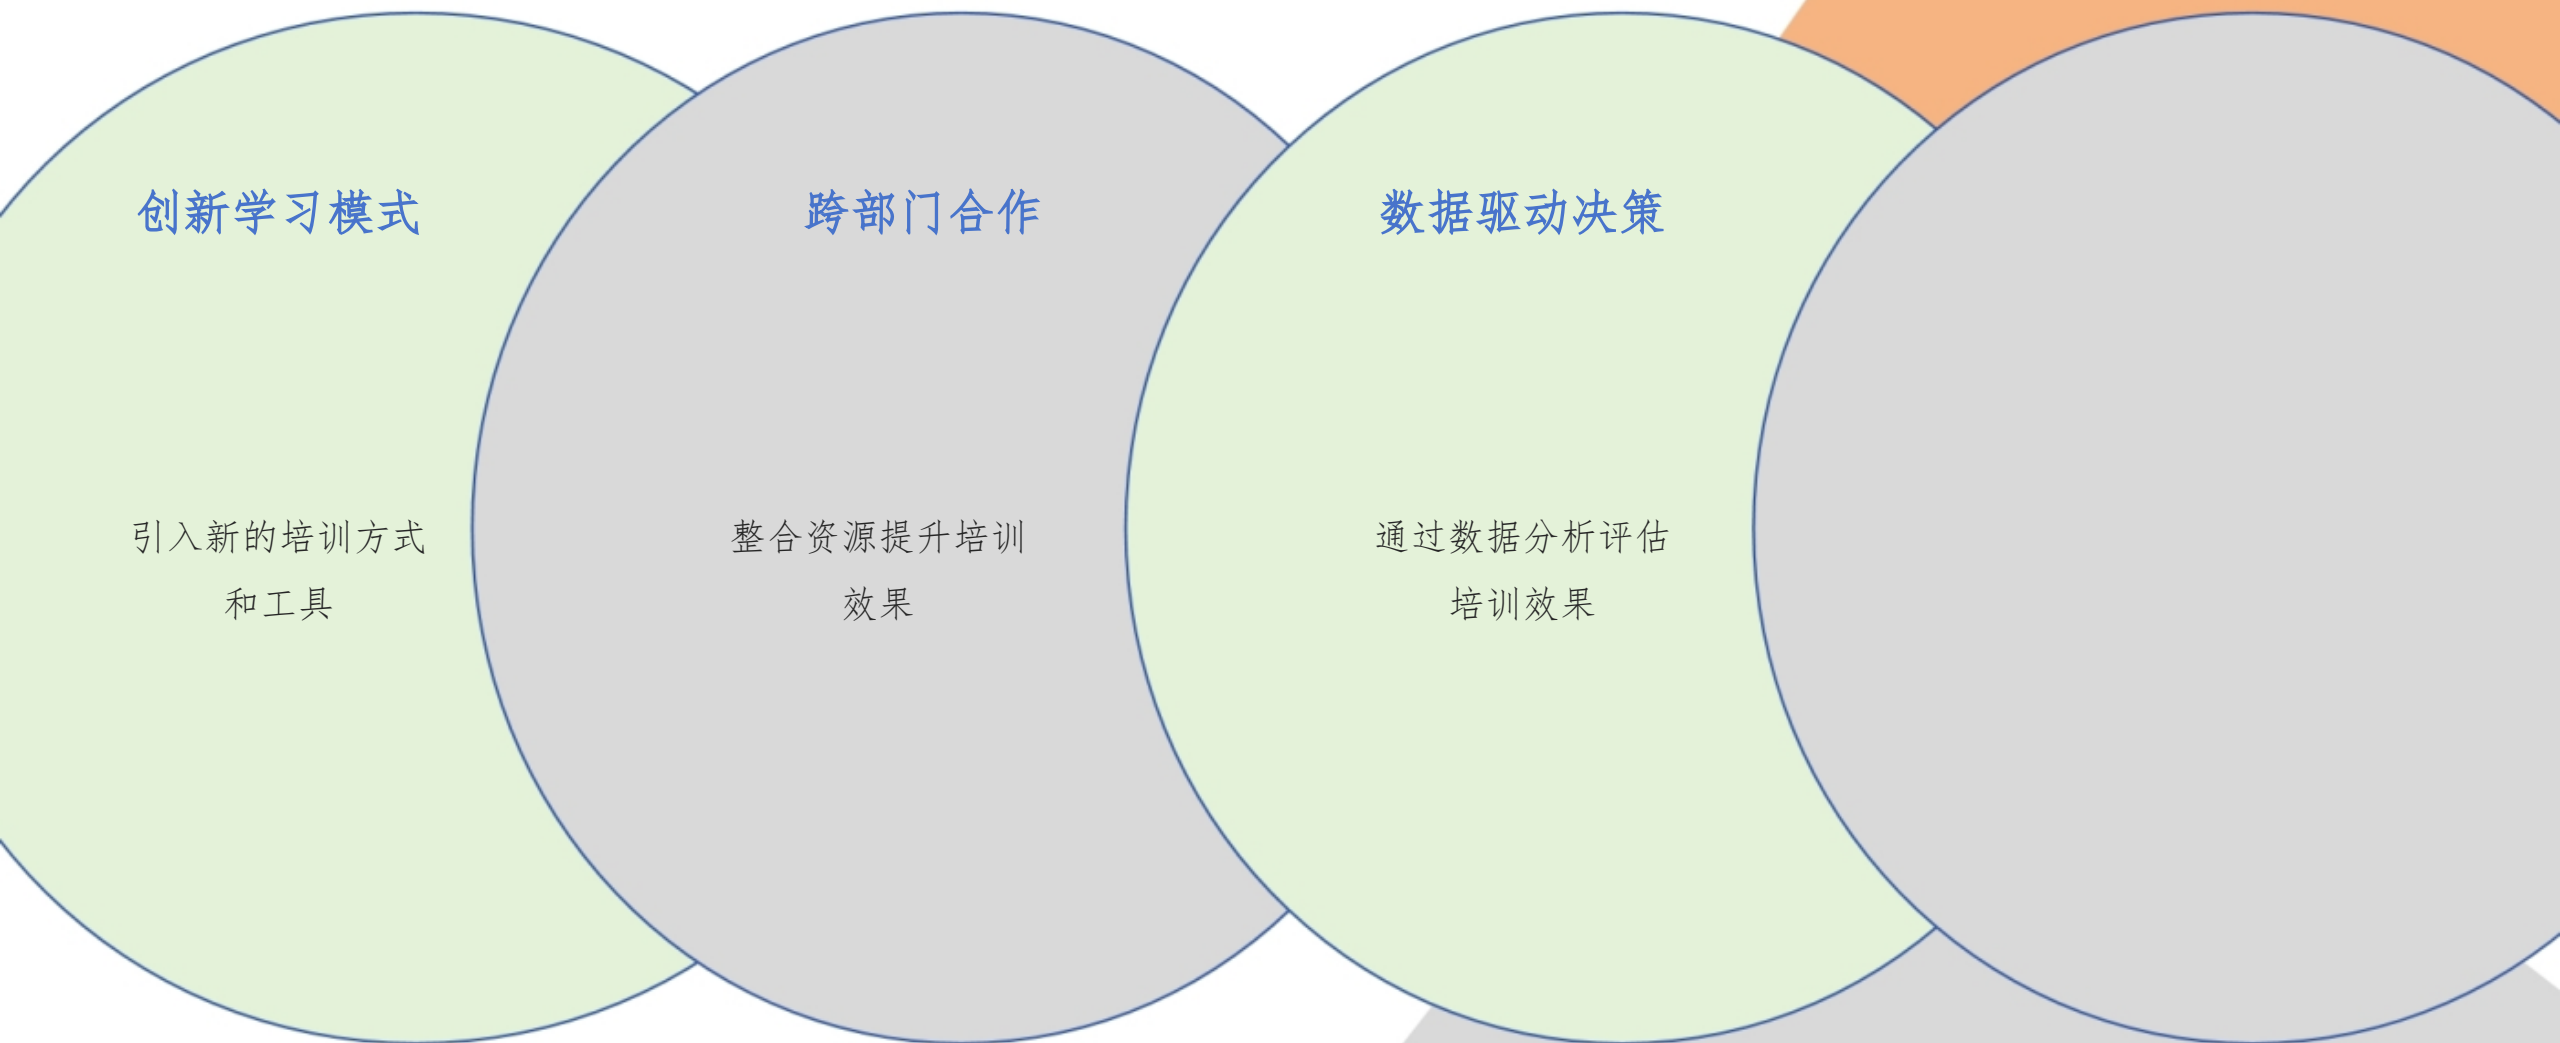 创新学习模式
引入新的培训方式
和工具
跨部门合作
整合资源提升培训
效果
数据驱动决策
通过数据分析评估
培训效果